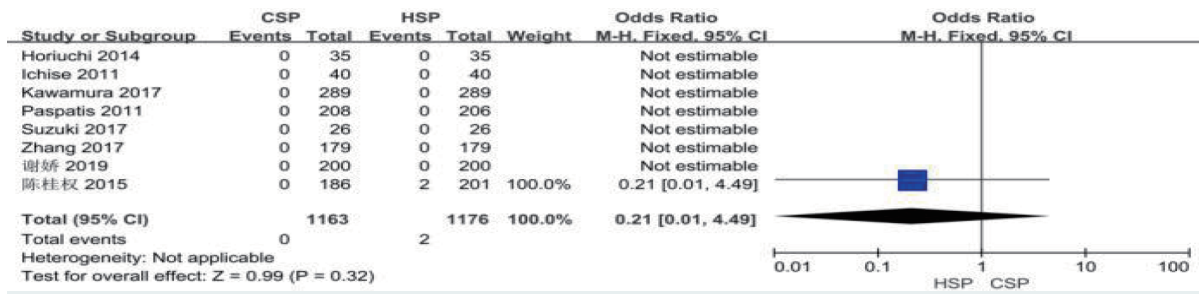 CSP HSP Odds Ratio Odds Ratio
Study or Subgroup Events Total Events Total Weight M-H. Fixed. 95% CI M-H. Fixed. 95% CI
Horiuchi 2014 0 35 0 35 Not estimable
Ichise 2011 0 40 0 40 Not estimable
Kawamura 2017 0 289 0 289 Not estimable
Paspatis 2011 0 208 0 206 Not estimable
Suzuki 2017 0 26 0 26 Not estimable
Zhang 2017 0 179 0 179 Not estimable
谢娇 2019 0 200 0 200 Not estimable
陈桂权 2015 0 186 2 201 100.0% 0.21 [0.01, 4.49]
Total (95% CI) 1163 1176 100.0% 0.21 [0.01, 4.49]
Total events 0 2
Heterogeneity: Not applicable
Test for overall effect: Z = 0.99 (P = 0.32)
0.01 0.1 1 10 100
HSP CSP